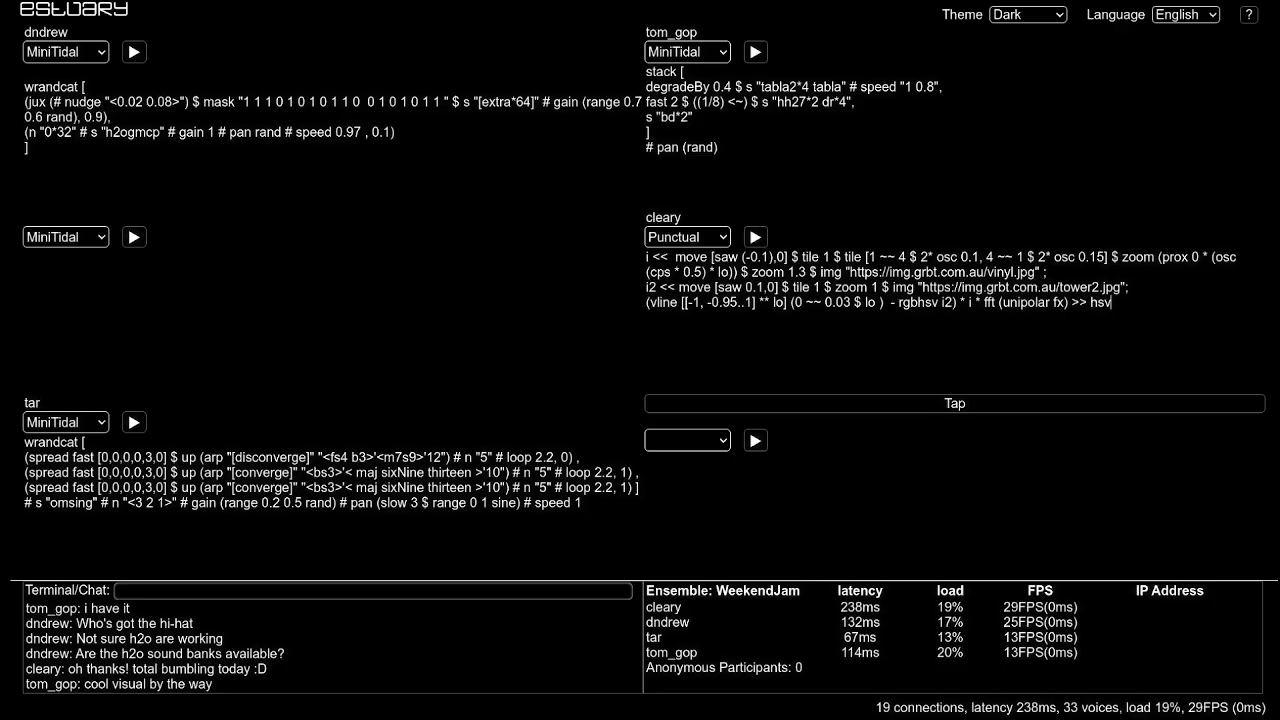 estuary
Theme Dark Language English ?
dndrew
MiniTidal
wrandcat [
(jux (# nudge "<0.02 0.08>") $ mask "1 1 1 0 1 0 1 0 1 1 0  0 1 0 1 0 1 1 " $ s "[extra*64]" # gain (range 0.7
0.6 rand), 0.9),
(n "0*32" # s "h2ogmcp" # gain 1 # pan rand # speed 0.97 , 0.1)
]
tom_gop
MiniTidal
stack [
degradeBy 0.4 $ s "tabla2*4 tabla" # speed "1 0.8",
fast 2 $ ((1/8) <~) $ s "hh27*2 dr*4",
s "bd*2"
]
# pan (rand)
MiniTidal
cleary
Punctual
i <<  move [saw (-0.1),0] $ tile 1 $ tile [1 ~~ 4 $ 2* osc 0.1, 4 ~~ 1 $ 2* osc 0.15] $ zoom (prox 0 * (osc
(cps * 0.5) * lo)) $ zoom 1.3 $ img "https://img.grbt.com.au/vinyl.jpg" ;
i2 << move [saw 0.1,0] $ tile 1 $ zoom 1 $ img "https://img.grbt.com.au/tower2.jpg";
(vline [[-1, -0.95..1] ** lo] (0 ~~ 0.03 $ lo )  - rgbhsv i2) * i * fft (unipolar fx) >> hsv
tar
MiniTidal
wrandcat [
(spread fast [0,0,0,0,3,0] $ up (arp "[disconverge]" "<fs4 b3>'<m7s9>'12") # n "5" # loop 2.2, 0) ,
(spread fast [0,0,0,0,3,0] $ up (arp "[converge]" "<bs3>'< maj sixNine thirteen >'10") # n "5" # loop 2.2, 1) ,
(spread fast [0,0,0,0,3,0] $ up (arp "[converge]" "<bs3>'< maj sixNine thirteen >'10") # n "5" # loop 2.2, 1) ]
# s "omsing" # n "<3 2 1>" # gain (range 0.2 0.5 rand) # pan (slow 3 $ range 0 1 sine) # speed 1
Tap
Terminal/Chat:
tom_gop: i have it
dndrew: Who's got the hi-hat
dndrew: Not sure h2o are working
dndrew: Are the h2o sound banks available?
cleary: oh thanks! total bumbling today :D
tom_gop: cool visual by the way
Ensemble: WeekendJam latency load FPS IP Address
cleary 238ms 19% 29FPS(0ms)
dndrew 132ms 17% 25FPS(0ms)
tar 67ms 13% 13FPS(0ms)
tom_gop 114ms 20% 13FPS(0ms)
Anonymous Participants: 0
19 connections, latency 238ms, 33 voices, load 19%, 29FPS (0ms)